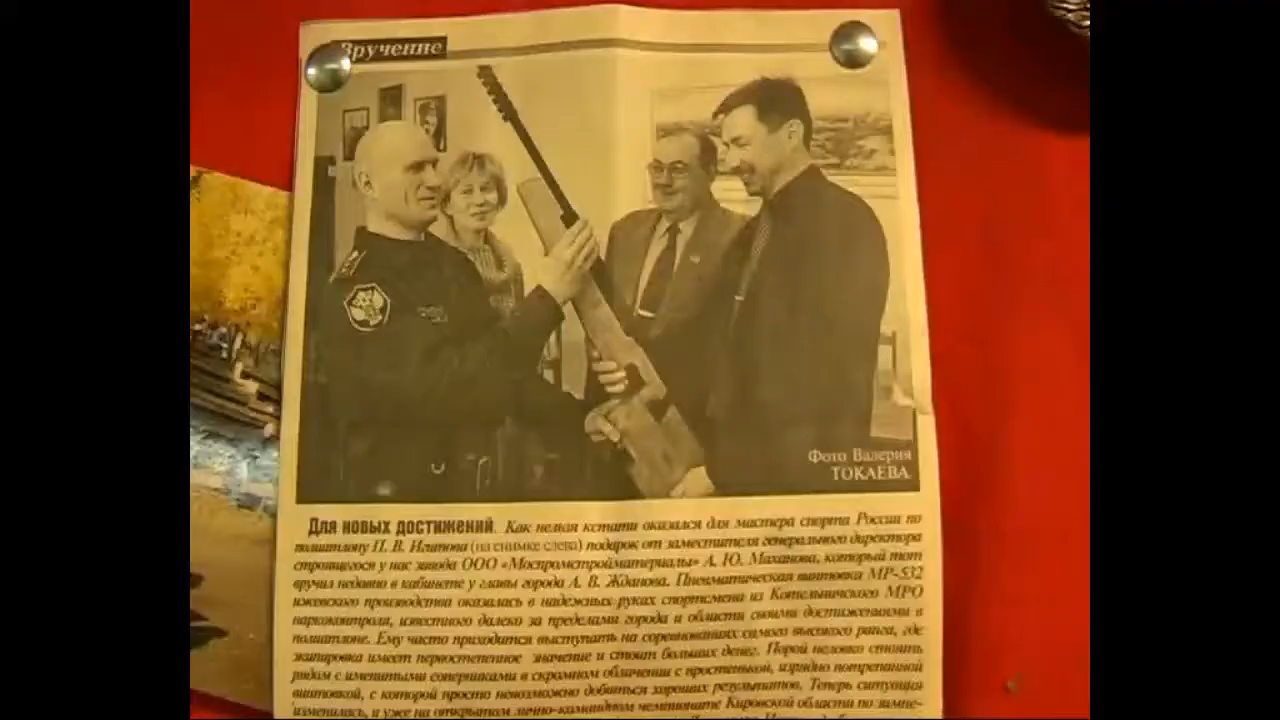 Вручение
Фото Валерия
ТОКАЕВА.
Для новых достижений. Как нельзя кстати оказался для мастера спорта России по
полиатлону П. В. (на снимке слева) подарок от заместителя генерального директора
строящегося у нас завода ООО «Моспромстройматериалы» А. Ю. Маханова, который тот
вручил недавно в кабинете у главы города А. В. Жданова. Пневматическая винтовка МР-532
ижевского производства оказалась в надежных руках спортсмена из Котельничского МРО
наркоконтроля, известного далеко за пределами города и области своими достижениями в
полиатлоне. Ему часто приходится выступать на соревнованиях самого высокого ранга, где
экипировка имеет первостепенное значение и стоит больших денег. Порой неловко стоять
рядом с именитыми соперниками в скромном облачении с простенькой, изрядно потрепанной
винтовкой, с которой просто невозможно добиться хороших результатов. Теперь ситуация
изменилась, и уже на открытом лично-командном чемпионате Кировской области по зимне-